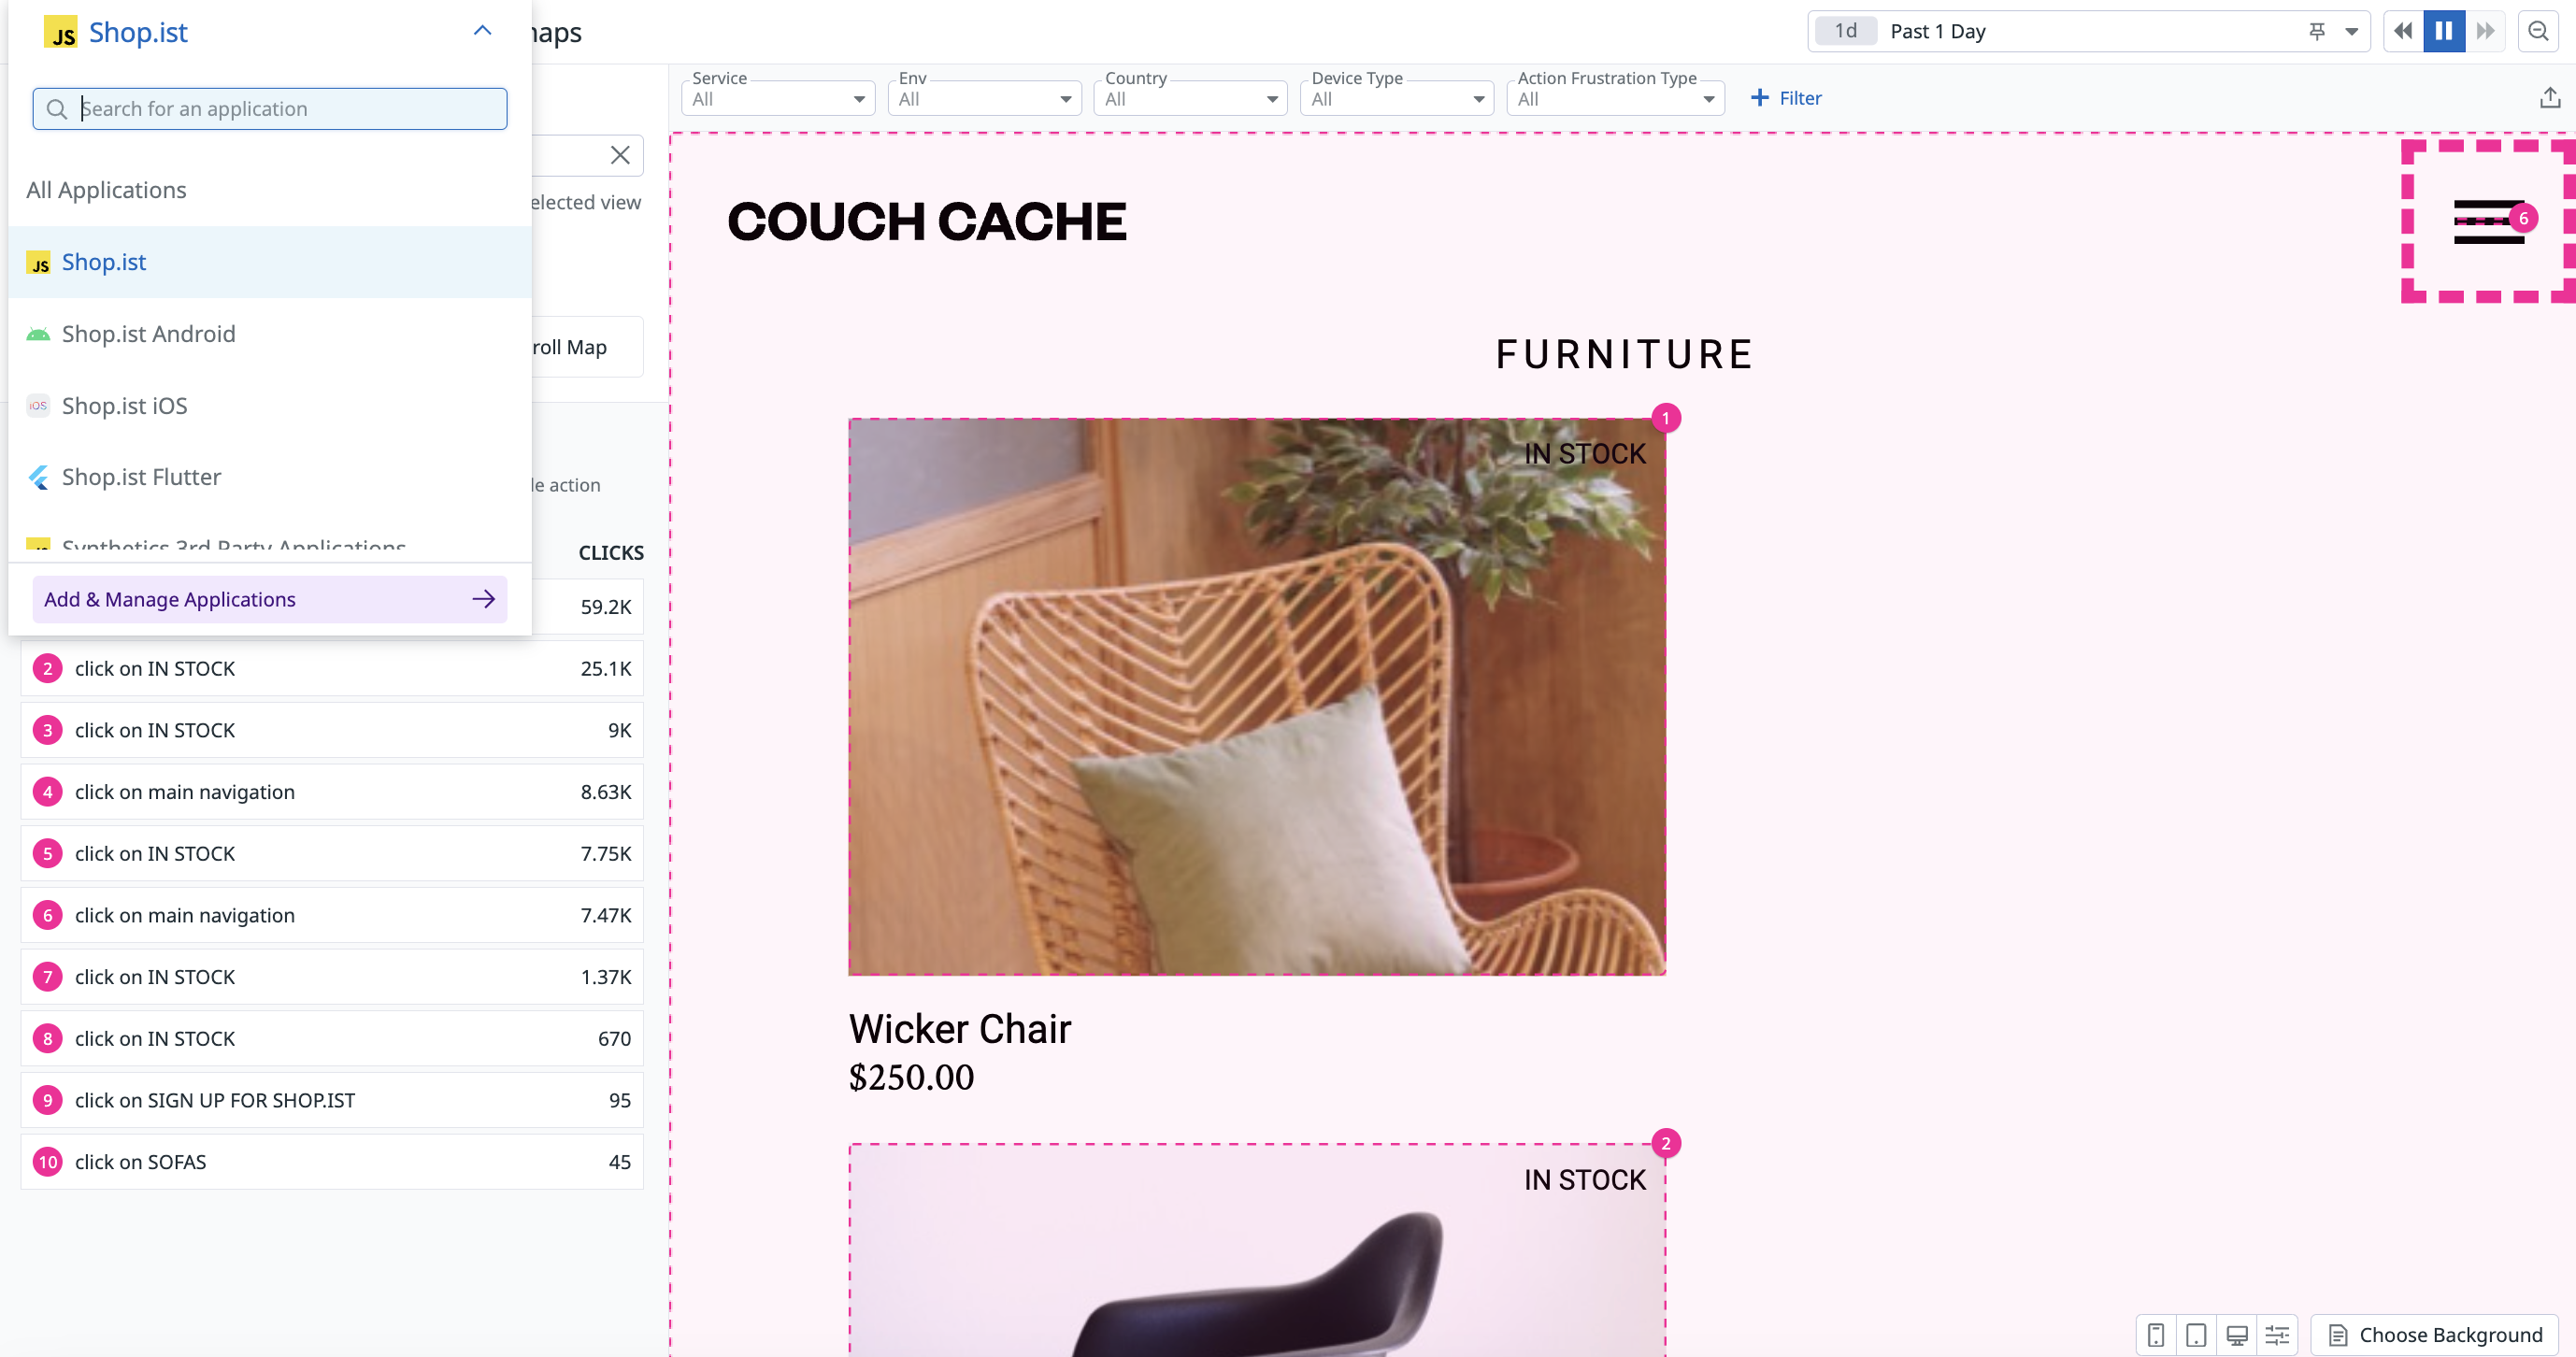 JS Shop.ist
Search for an application
All Applications
JS Shop.ist
Shop.ist Android
iOS Shop.ist iOS
Shop.ist Flutter
Synthetics 3rd Party Applications
Add & Manage Applications
maps
elected view
roll Map
le action
CLICKS
59.2K
2 click on IN STOCK 25.1K
3 click on IN STOCK 9K
4 click on main navigation 8.63K
5 click on IN STOCK 7.75K
6 click on main navigation 7.47K
7 click on IN STOCK 1.37K
8 click on IN STOCK 670
9 click on SIGN UP FOR SHOP.IST 95
10 click on SOFAS 45
1d Past 1 Day
Service Env Country Device Type Action Frustration Type
All All All All All
Filter
COUCH CACHE
6
FURNITURE
1
IN STOCK
Wicker Chair
$250.00
2
IN STOCK
Choose Background